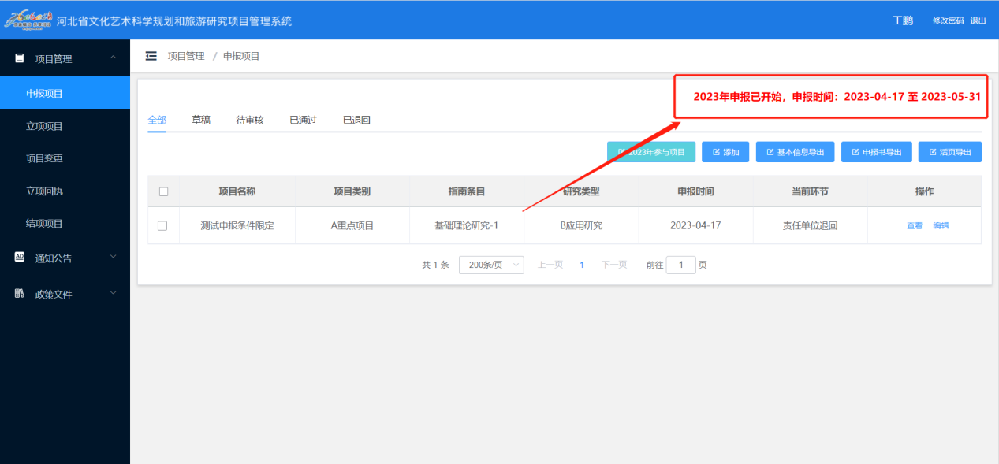 河北省文化艺术科学规划和旅游研究项目管理系统
王鹏 修改密码 退出
项目管理
申报项目
立项项目
项目变更
立项回执
结项项目
通知公告
政策文件
项目管理 / 申报项目
2023年申报已开始，申报时间：2023-04-17 至 2023-05-31
全部 草稿 待审核 已通过 已退回
2023年参与项目 添加 基本信息导出 申报书导出 活页导出
项目名称 项目类别 指南条目 研究类型 申报时间 当前环节 操作
测试申报条件限定 A重点项目 基础理论研究-1 B应用研究 2023-04-17 责任单位退回 查看 编辑
共 1 条 200条/页 上一页 1 下一页 前往 1 页